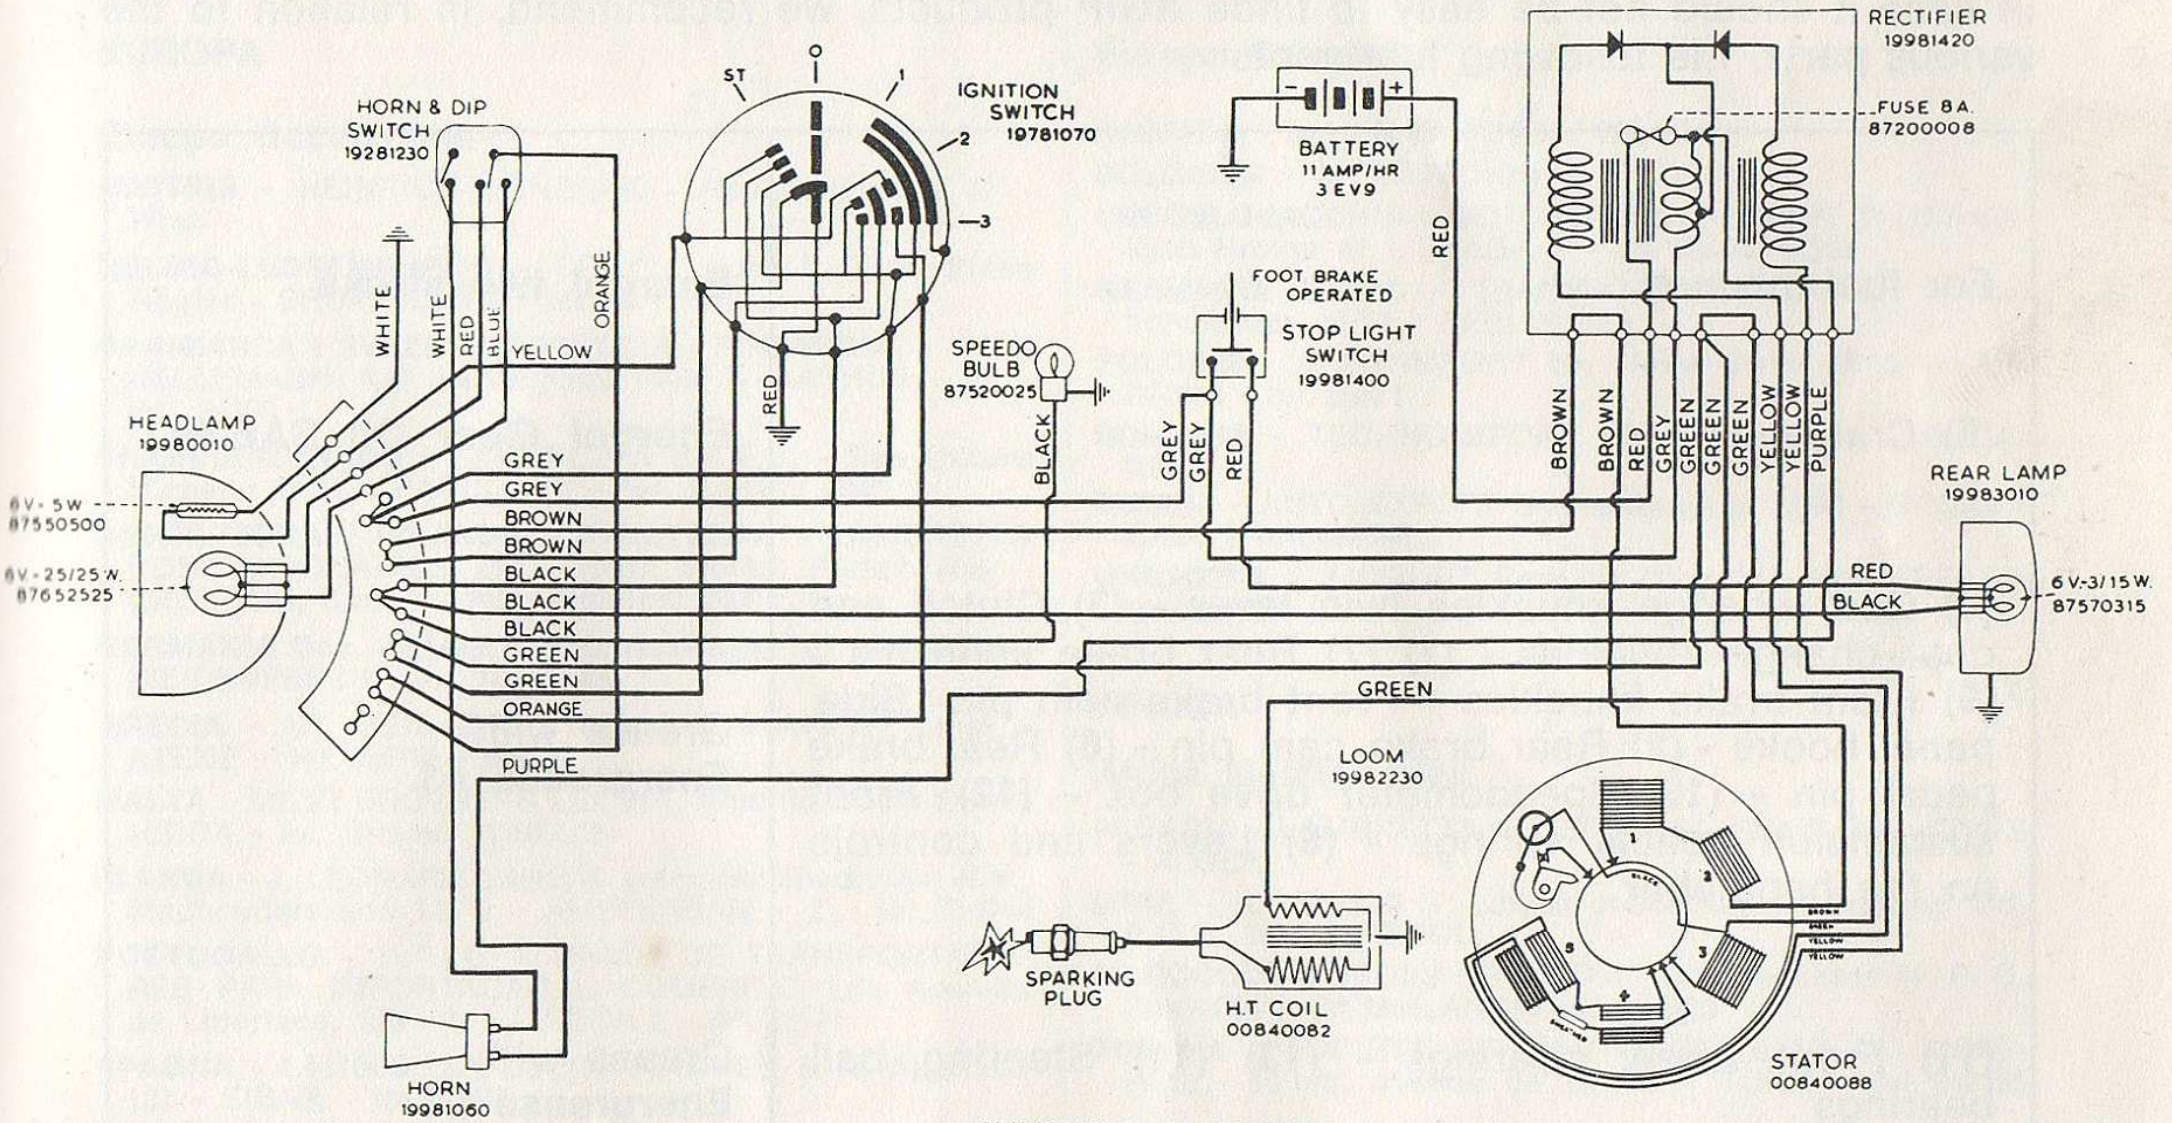 RECTIFIER
19981420
FUSE 8A.
87200008
HORN & DIP
SWITCH
19281230
ST
O
1
2
3
IGNITION
SWITCH
19781070
-
+
BATTERY
11 AMP/HR
3 EV9
RED
FOOT BRAKE
OPERATED
STOP LIGHT
SWITCH
19981400
SPEEDO
BULB
87520025
BLACK
WHITE
WHITE
RED
BLUE
YELLOW
ORANGE
RED
HEADLAMP
19980010
6V-5W
87550500
6V-25/25W.
87652525
GREY
GREY
BROWN
BROWN
BLACK
BLACK
BLACK
GREEN
GREEN
ORANGE
PURPLE
GREY
GREY
RED
BROWN
BROWN
RED
GREY
GREEN
GREEN
GREEN
YELLOW
YELLOW
PURPLE
REAR LAMP
19983010
RED
BLACK
6V-3/15W.
87570315
GREEN
LOOM
19982230
1
2
3
4
5
BLACK
BROWN
GREEN
YELLOW
YELLOW
SPARKING
PLUG
H.T COIL
00840082
STATOR
00840088
HORN
19981060